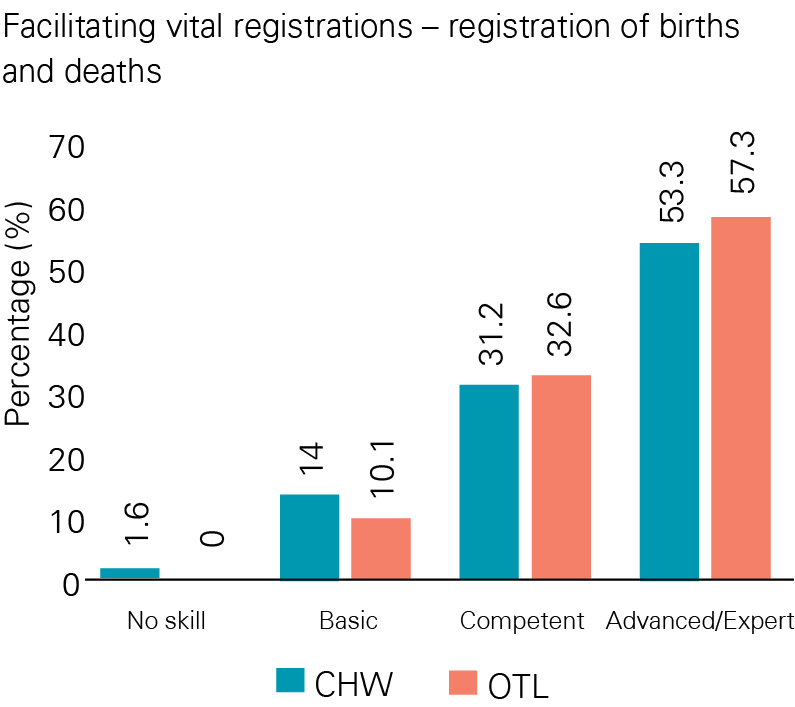 Facilitating vital registrations – registration of births
and deaths
Percentage (%)
70
60
50
40
30
20
10
0
1.6
0
14
10.1
31.2
32.6
53.3
57.3
No skill
Basic
Competent
Advanced/Expert
CHW
OTL